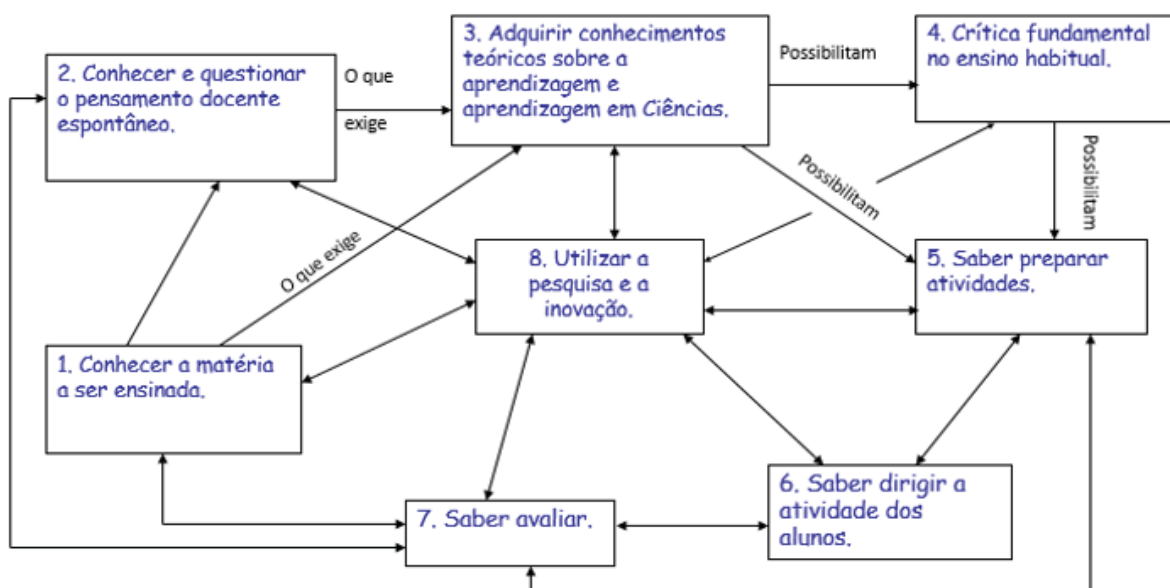 2. Conhecer e questionar
o pensamento docente
espontâneo.
O que
exige
3. Adquirir conhecimentos
teóricos sobre a
aprendizagem e
aprendizagem em Ciências.
Possibilitam
4. Crítica fundamental
no ensino habitual.
Possibilitam
Possibilitam
O que exige
8. Utilizar a
pesquisa e a
inovação.
5. Saber preparar
atividades.
1. Conhecer a matéria
a ser ensinada.
7. Saber avaliar.
6. Saber dirigir a
atividade dos
alunos.